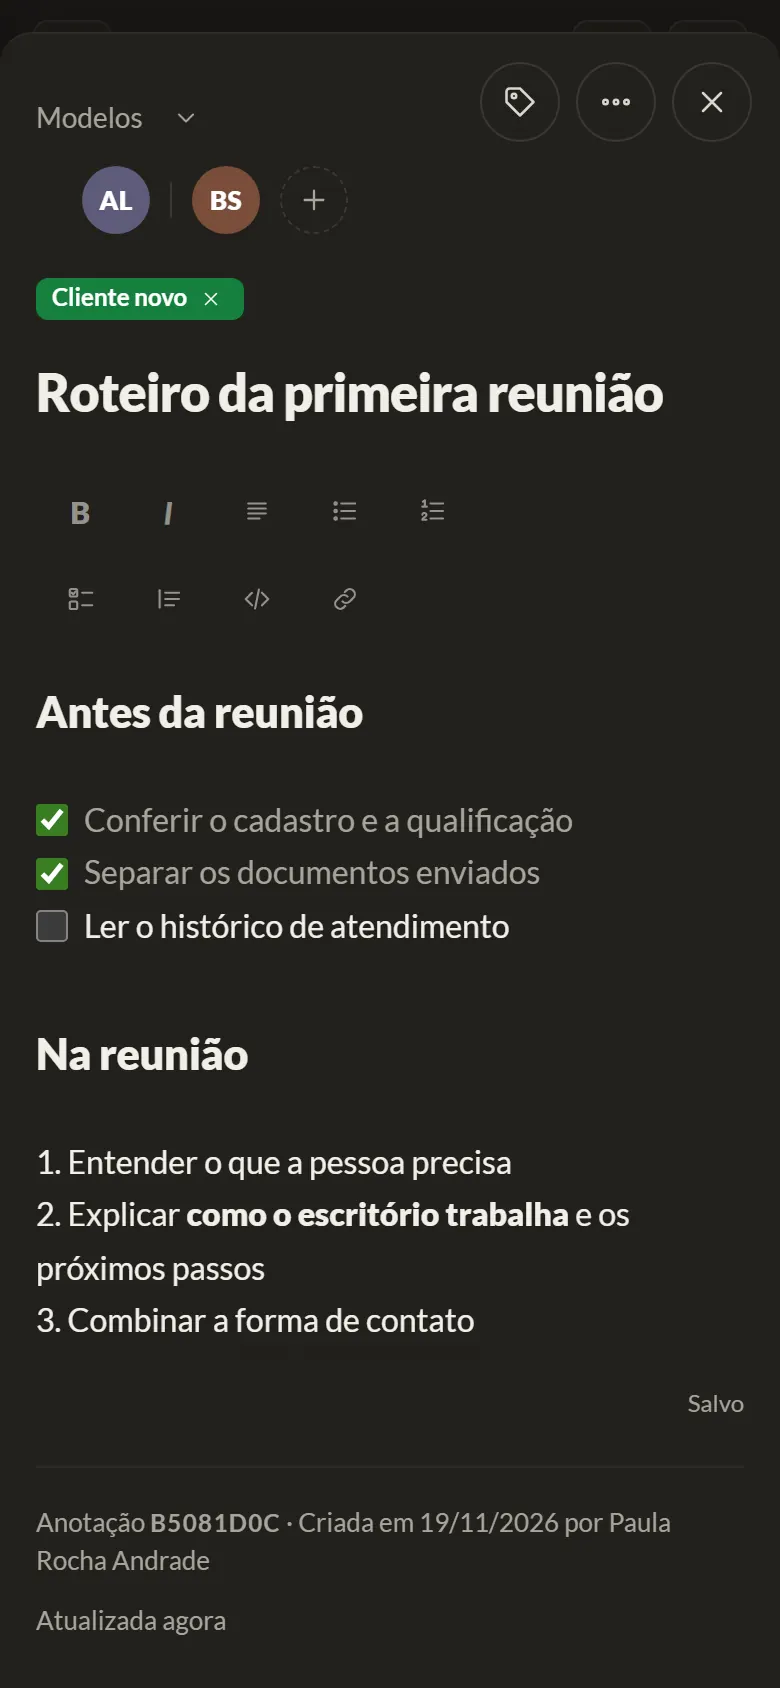 Modelos
AL
BS
Cliente novo
Roteiro da primeira reunião
B I
Antes da reunião
Conferir o cadastro e a qualificação
Separar os documentos enviados
Ler o histórico de atendimento
Na reunião
1. Entender o que a pessoa precisa
2. Explicar como o escritório trabalha e os
próximos passos
3. Combinar a forma de contato
Salvo
Anotação B5081D0C · Criada em 19/11/2026 por Paula
Rocha Andrade
Atualizada agora